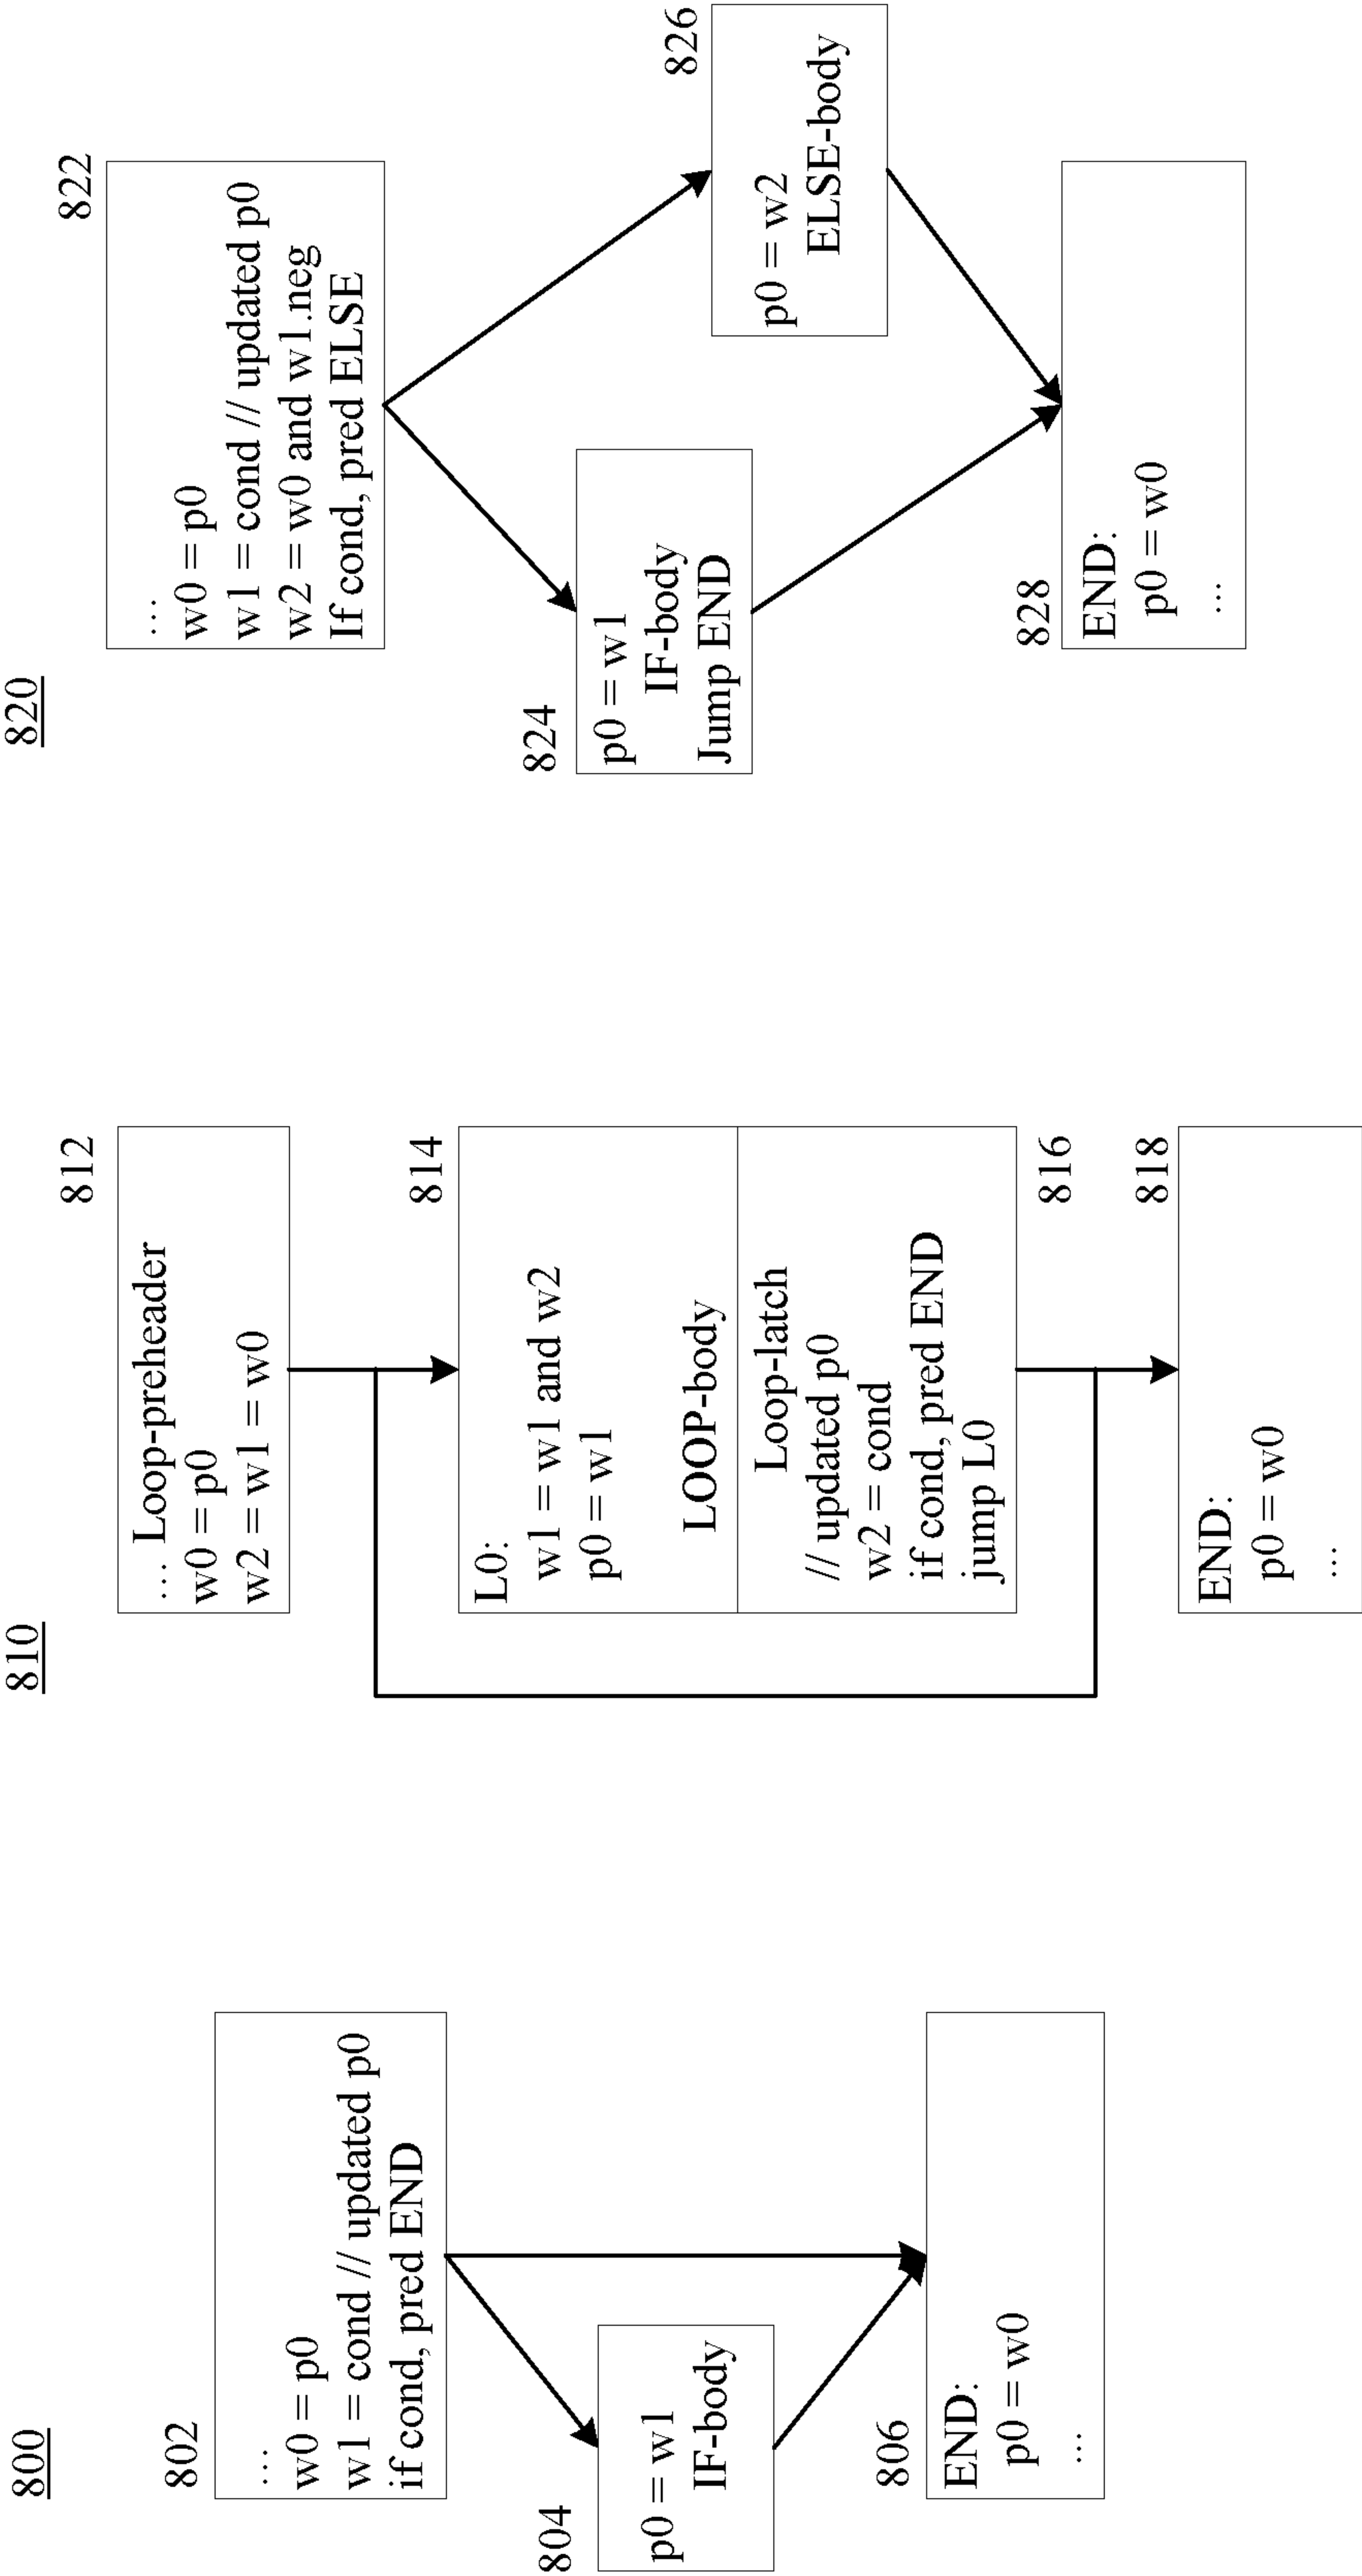 800
802
...
w0 = p0
w1 = cond // updated p0
if cond, pred END
804
p0 = w1
IF-body
806
END:
p0 = w0
...
810
812
... Loop-preheader
w0 = p0
w2 = w1 = w0
814
L0:
w1 = w1 and w2
p0 = w1
LOOP-body
Loop-latch
// updated p0
w2 = cond
if cond, pred END
jump L0
816
818
END:
p0 = w0
...
820
822
...
w0 = p0
w1 = cond // updated p0
w2 = w0 and w1.neg
If cond, pred ELSE
824
p0 = w1
IF-body
Jump END
826
p0 = w2
ELSE-body
828
END:
p0 = w0
...